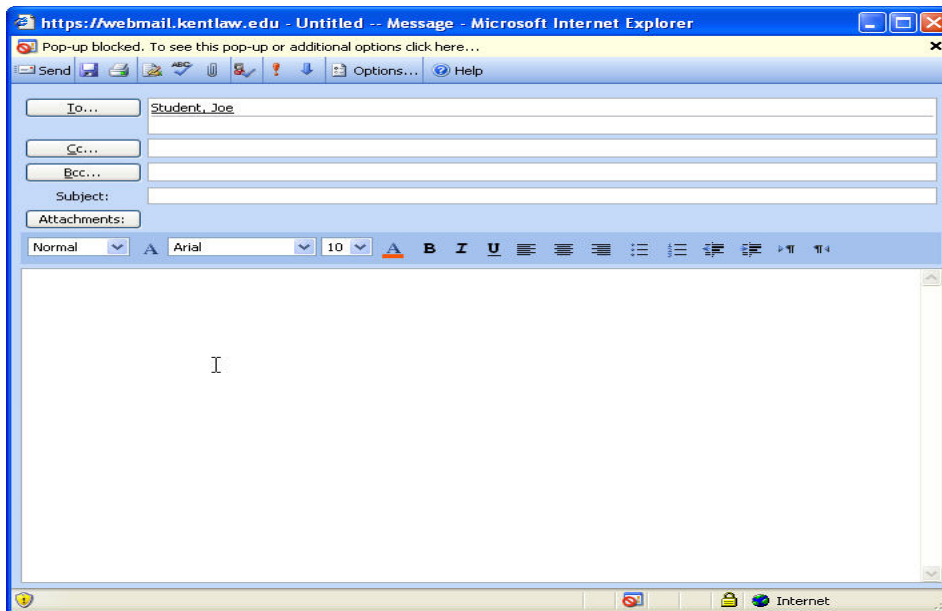 https://webmail.kentlaw.edu - Untitled -- Message - Microsoft Internet Explorer
Pop-up blocked. To see this pop-up or additional options click here...
Send ABC Options... Help
To... Student, Joe
Cc...
Bcc...
Subject:
Attachments:
Normal A Arial 10 A B I U
Internet